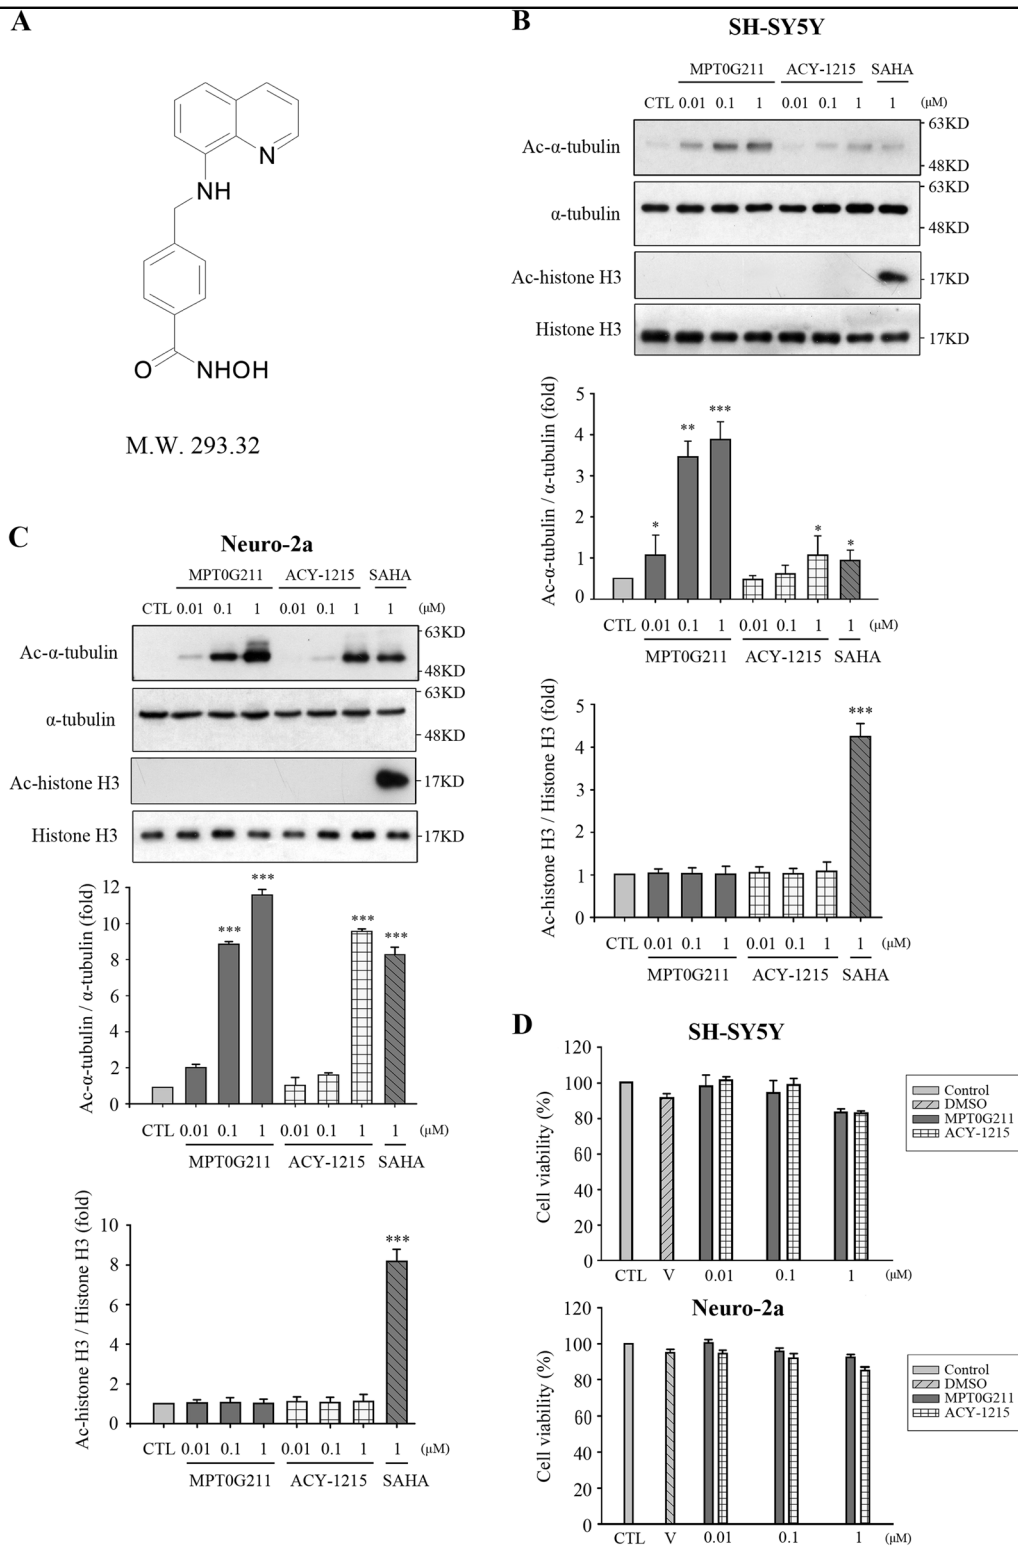 A
N
NH
O
NHOH
M.W. 293.32
B
SH-SY5Y
MPT0G211 ACY-1215 SAHA
CTL 0.01 0.1 1 0.01 0.1 1 1 (μM)
63KD
Ac-α-tubulin
48KD
63KD
α-tubulin
48KD
Ac-histone H3
17KD
Histone H3
17KD
Ac-α-tubulin / α-tubulin (fold)
5
4
3
2
1
0
*
**
***
*
*
CTL 0.01 0.1 1 0.01 0.1 1 1 (μM)
MPT0G211 ACY-1215 SAHA
Ac-histone H3 / Histone H3 (fold)
5
4
5
2
1
0
***
CTL 0.01 0.1 1 0.01 0.1 1 1 (μM)
MPT0G211 ACY-1215 SAHA
C
Neuro-2a
MPT0G211 ACY-1215 SAHA
CTL 0.01 0.1 1 0.01 0.1 1 1 (μM)
63KD
Ac-α-tubulin
48KD
63KD
α-tubulin
48KD
Ac-histone H3
17KD
Histone H3
17KD
Ac-α-tubulin / α-tubulin (fold)
12
10
8
6
4
2
0
***
***
***
***
CTL 0.01 0.1 1 0.01 0.1 1 1 (μM)
MPT0G211 ACY-1215 SAHA
Ac-histone H3 / Histone H3 (fold)
10
8
6
4
2
0
***
CTL 0.01 0.1 1 0.01 0.1 1 1 (μM)
MPT0G211 ACY-1215 SAHA
D
SH-SY5Y
Cell viability (%)
120
100
80
60
40
20
0
CTL V 0.01 0.1 1 (μM)
Control
DMSO
MPT0G211
ACY-1215
Neuro-2a
Cell viability (%)
120
100
80
60
40
20
0
CTL V 0.01 0.1 1 (μM)
Control
DMSO
MPT0G211
ACY-1215